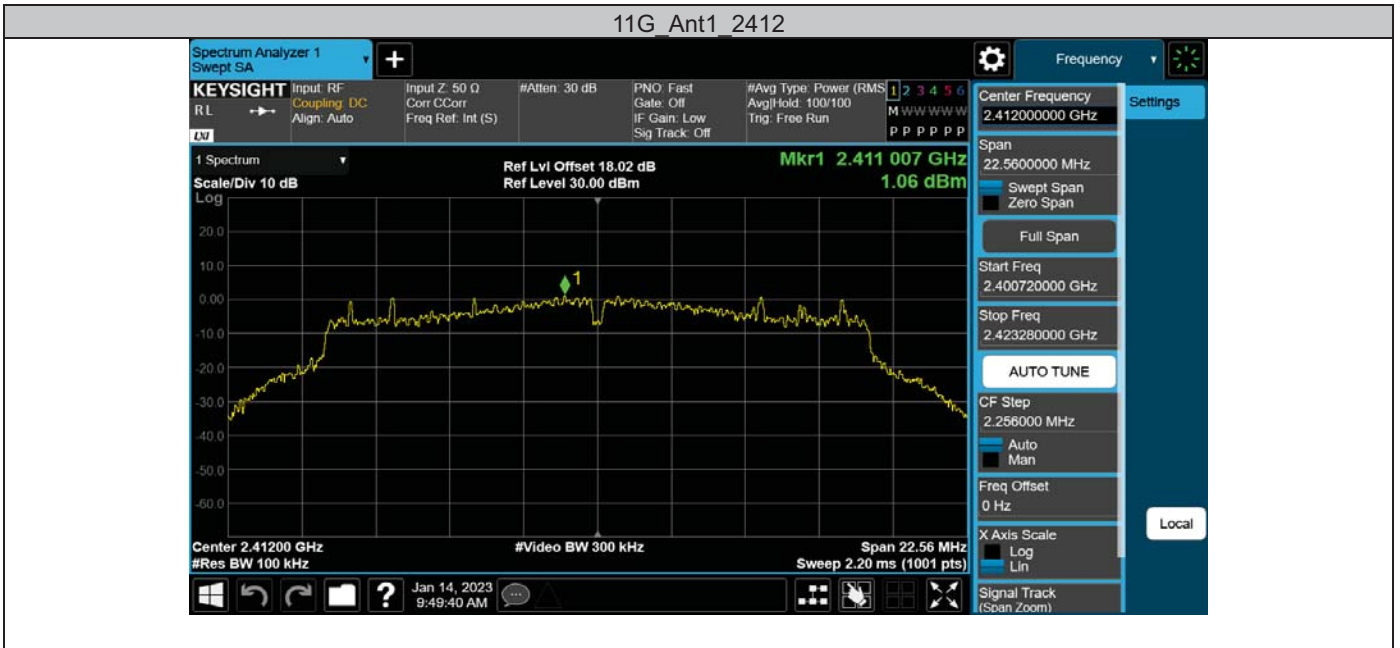 11G_Ant1_2412
Spectrum Analyzer 1
Swept SA
+
Frequency
KEYSIGHT
RL
LXI
Input: RF
Coupling: DC
Align: Auto
Input Z: 50 Ω
Corr CCorr
Freq Ref: Int (S)
#Atten: 30 dB
PNO: Fast
Gate: Off
IF Gain: Low
Sig Track: Off
#Avg Type: Power (RMS
Avg|Hold: 100/100
Trig: Free Run
1 2 3 4 5 6
M W W W W W
P P P P P P
1 Spectrum
Scale/Div 10 dB
Ref Lvl Offset 18.02 dB
Ref Level 30.00 dBm
Mkr1 2.411 007 GHz
1.06 dBm
Log
20.0
10.0
0.00
-10.0
-20.0
-30.0
-40.0
-50.0
-60.0
1
Center 2.41200 GHz
#Res BW 100 kHz
#Video BW 300 kHz
Span 22.56 MHz
Sweep 2.20 ms (1001 pts)
Center Frequency
2.412000000 GHz
Settings
Span
22.5600000 MHz
Swept Span
Zero Span
Full Span
Start Freq
2.400720000 GHz
Stop Freq
2.423280000 GHz
AUTO TUNE
CF Step
2.256000 MHz
Auto
Man
Freq Offset
0 Hz
X Axis Scale
Log
Lin
Local
Signal Track
(Span Zoom)
?
Jan 14, 2023
9:49:40 AM